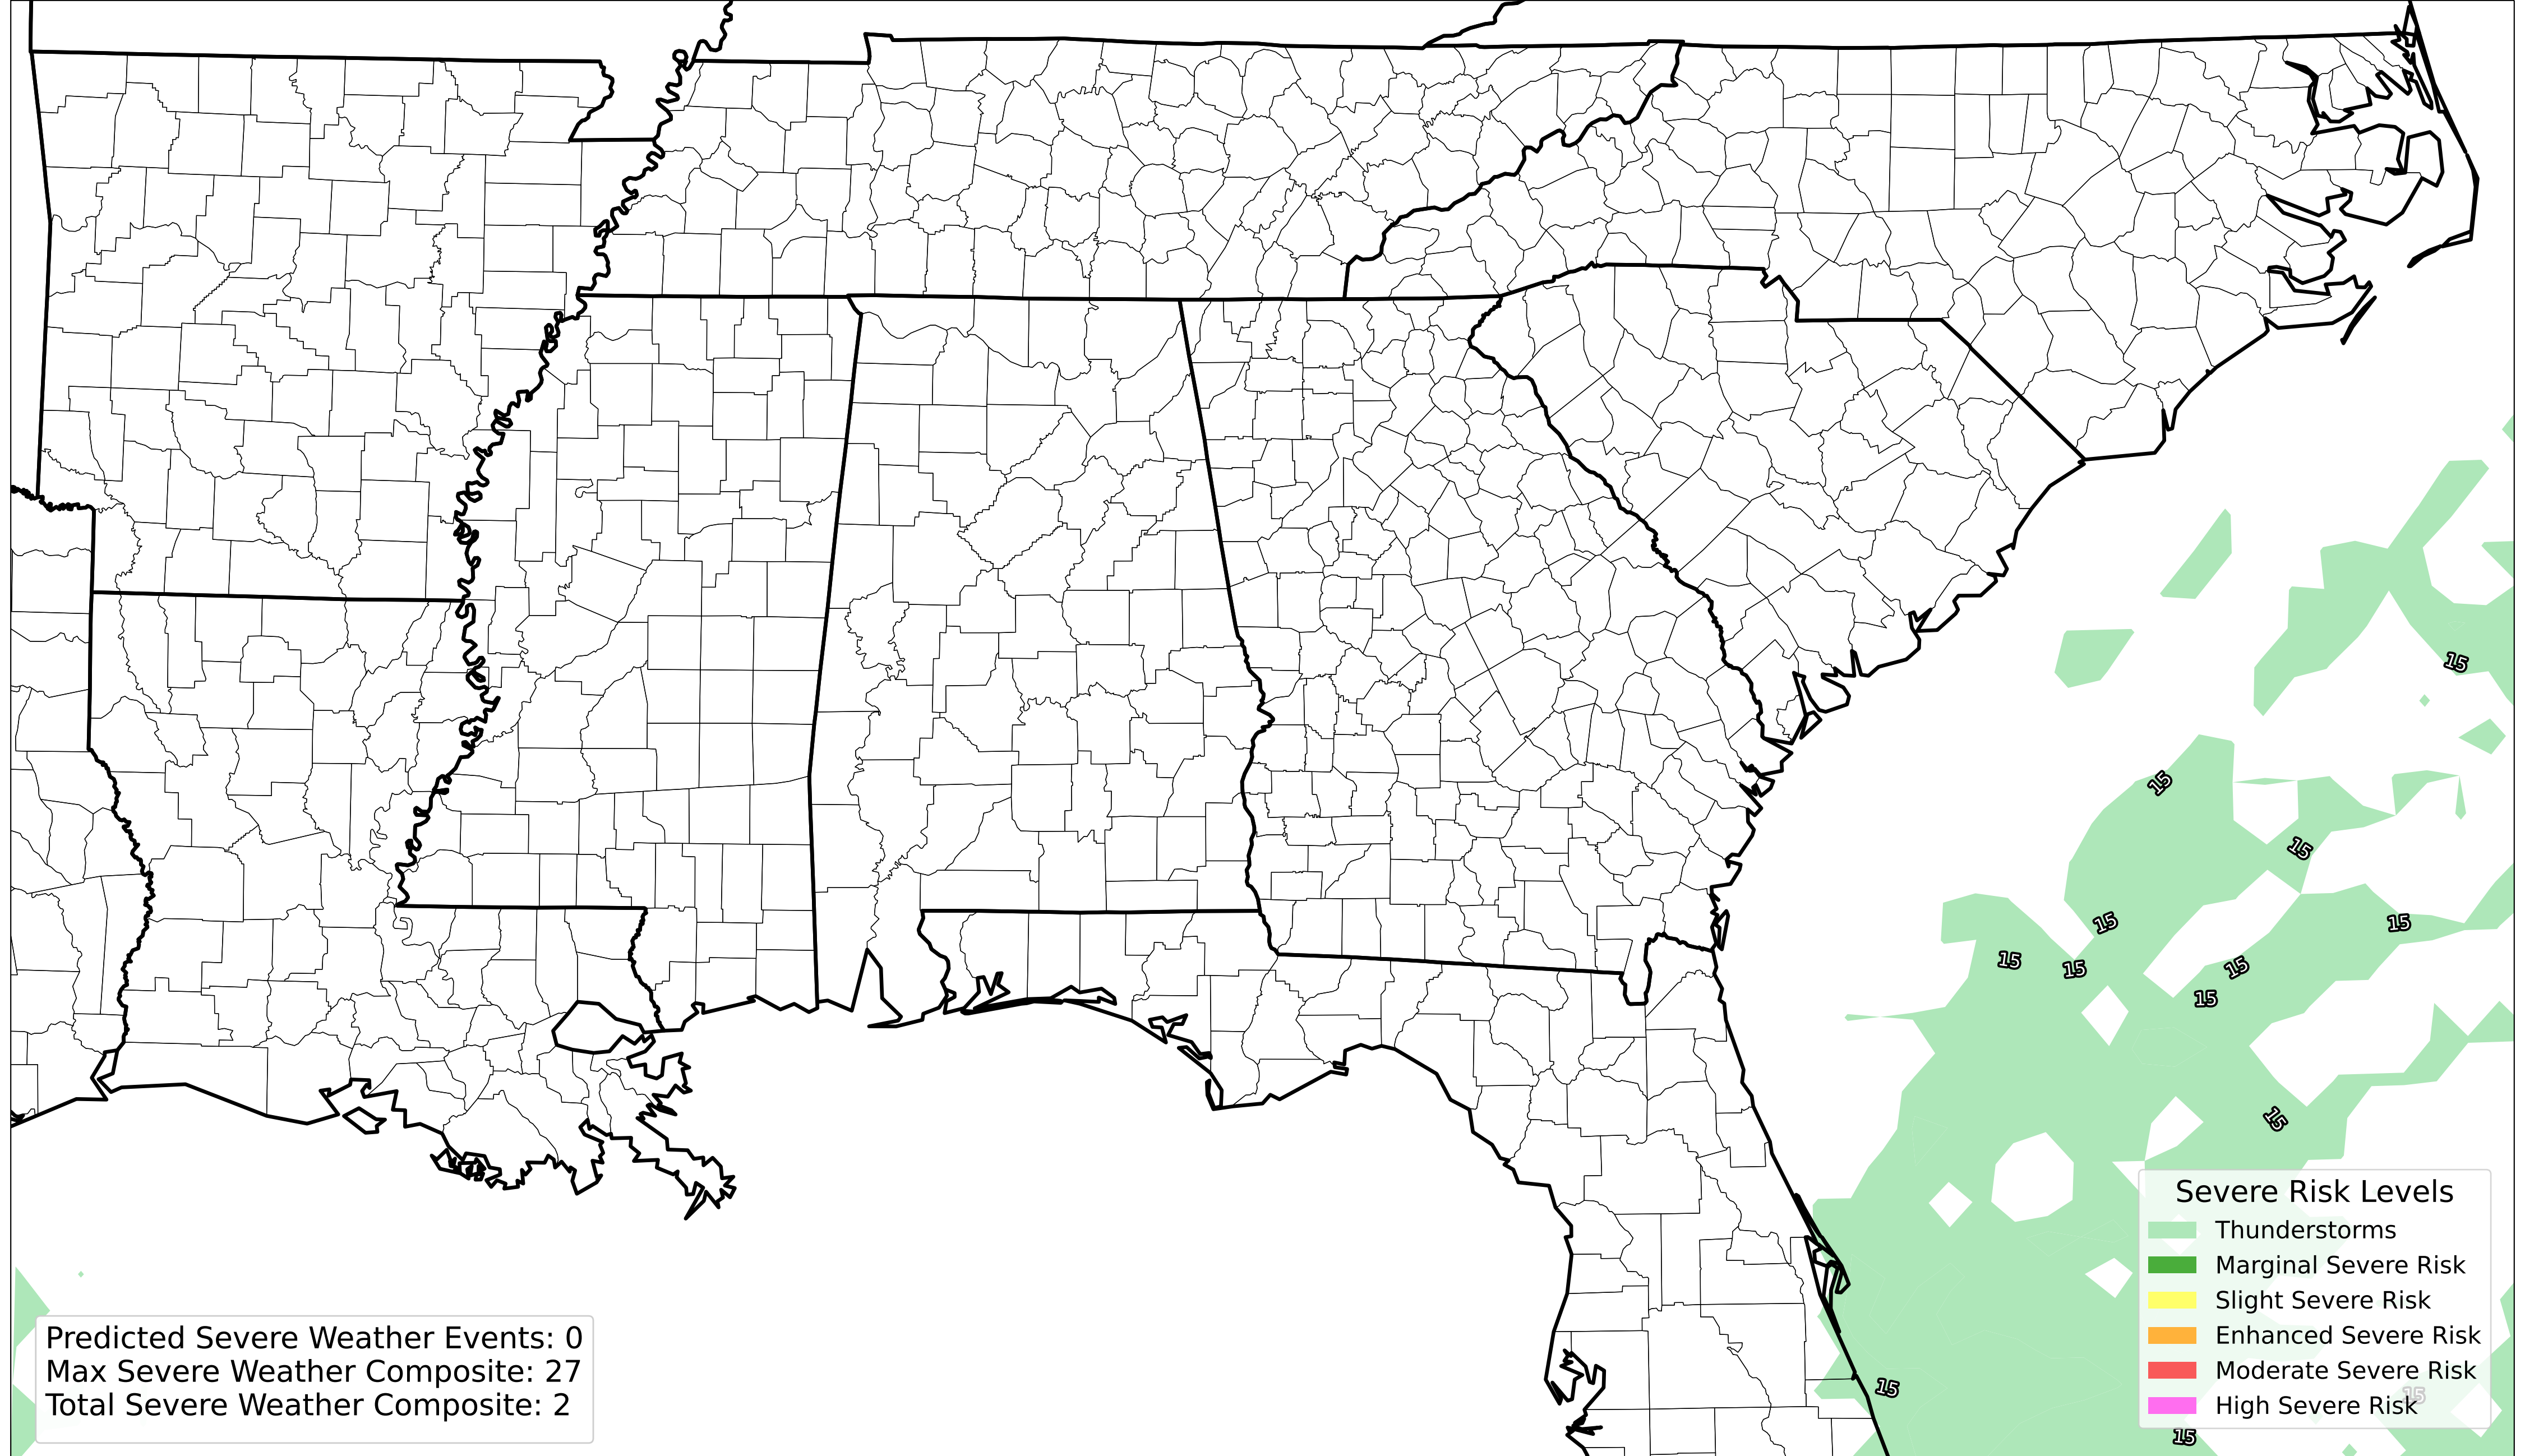 15
15
15
15
15
15
15
15
15
15
Severe Risk Levels
Thunderstorms
Marginal Severe Risk
Slight Severe Risk
Enhanced Severe Risk
Moderate Severe Risk
15
15
High Severe Risk
15
Predicted Severe Weather Events: 0
Max Severe Weather Composite: 27
Total Severe Weather Composite: 2